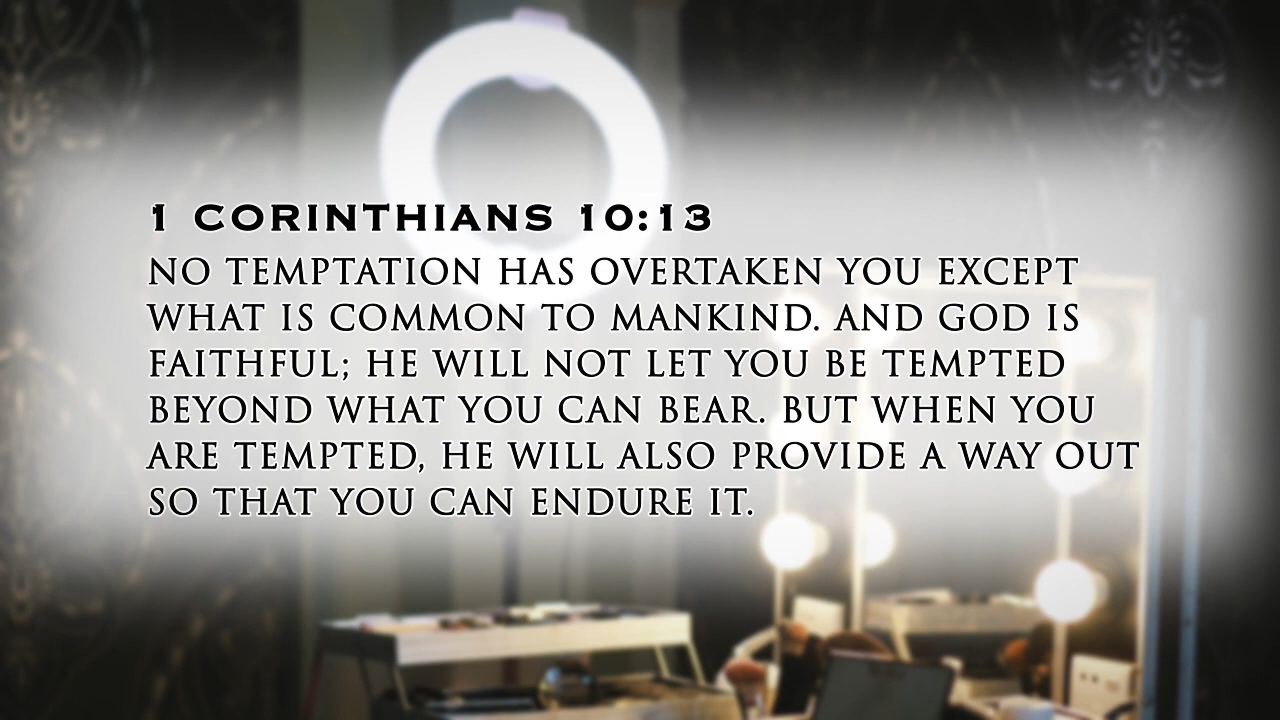 1 CORINTHIANS 10:13
NO TEMPTATION HAS OVERTAKEN YOU EXCEPT
WHAT IS COMMON TO MANKIND. AND GOD IS
FAITHFUL; HE WILL NOT LET YOU BE TEMPTED
BEYOND WHAT YOU CAN BEAR. BUT WHEN YOU
ARE TEMPTED, HE WILL ALSO PROVIDE A WAY OUT
SO THAT YOU CAN ENDURE IT.